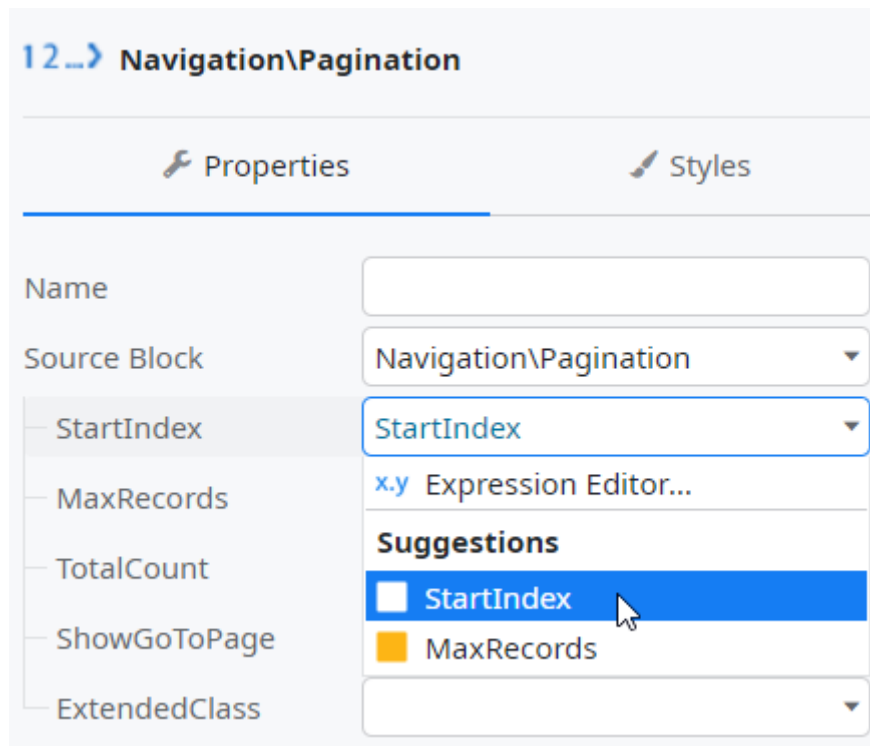 12...> Navigation\Pagination
Properties
Styles
Name
Source Block
Navigation\Pagination
StartIndex
StartIndex
MaxRecords
x.y Expression Editor...
Suggestions
TotalCount
StartIndex
ShowGoToPage
MaxRecords
ExtendedClass